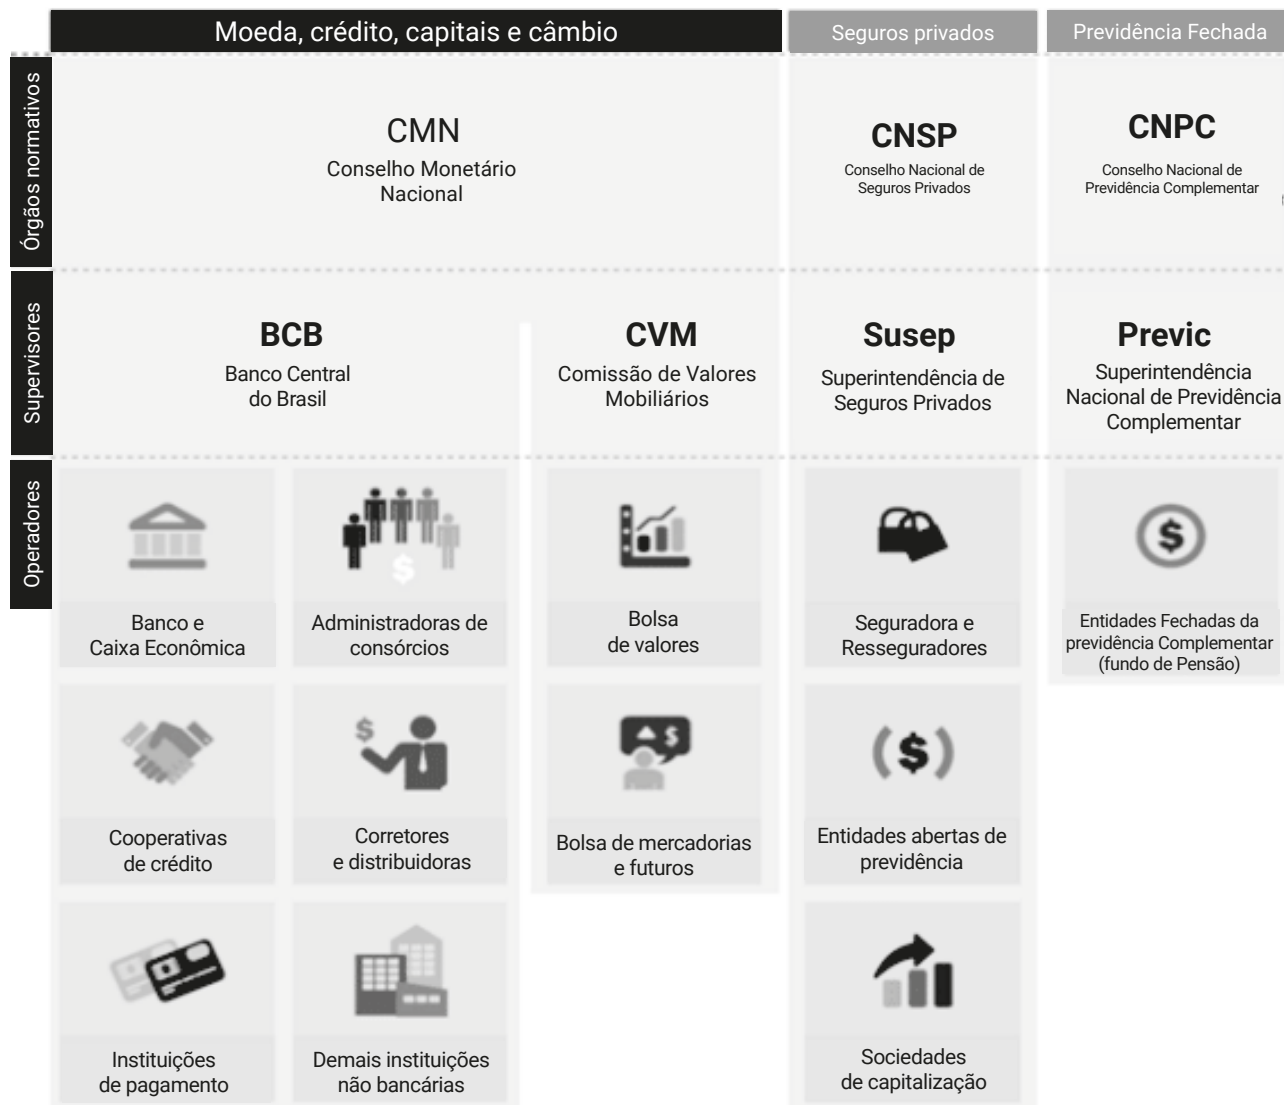 Moeda, crédito, capitais e câmbio
Seguros privados
Previdência Fechada
Órgãos normativos
CMN
Conselho Monetário
Nacional
CNSP
Conselho Nacional de
Seguros Privados
CNPC
Conselho Nacional de
Previdência Complementar
Supervisores
BCB
Banco Central
do Brasil
CVM
Comissão de Valores
Mobiliários
Susep
Superintendência de
Seguros Privados
Previc
Superintendência
Nacional de Previdência
Complementar
Operadores
$
$
Banco e
Caixa Econômica
Administradoras de
consórcios
Bolsa
de valores
Seguradora e
Resseguradores
Entidades Fechadas da
previdência Complementar
(fundo de Pensão)
$
$
$
Cooperativas
de crédito
Corretores
e distribuidoras
Bolsa de mercadorias
e futuros
Entidades abertas de
previdência
Instituições
de pagamento
Demais instituições
não bancárias
Sociedades
de capitalização